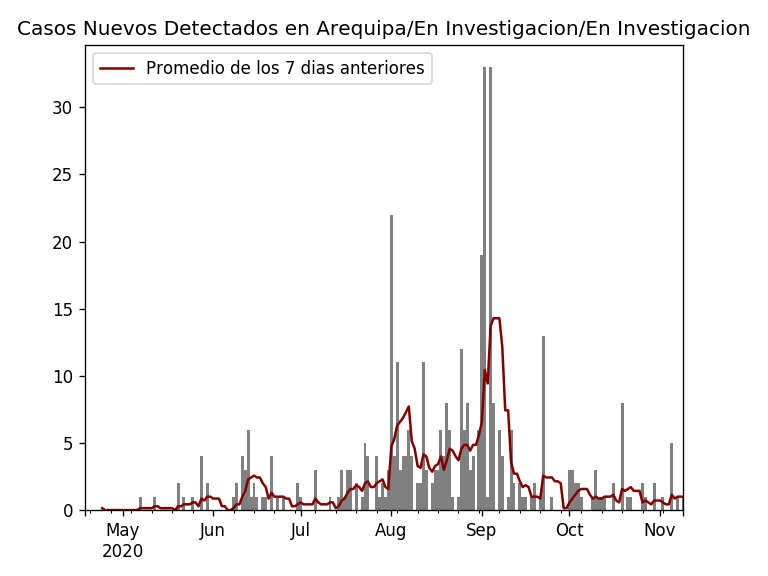 Casos Nuevos Detectados en Arequipa/En Investigacion/En Investigacion
Promedio de los 7 dias anteriores
30
25
20
15
10
5
0
May Jun Jul Aug Sep Oct Nov
2020